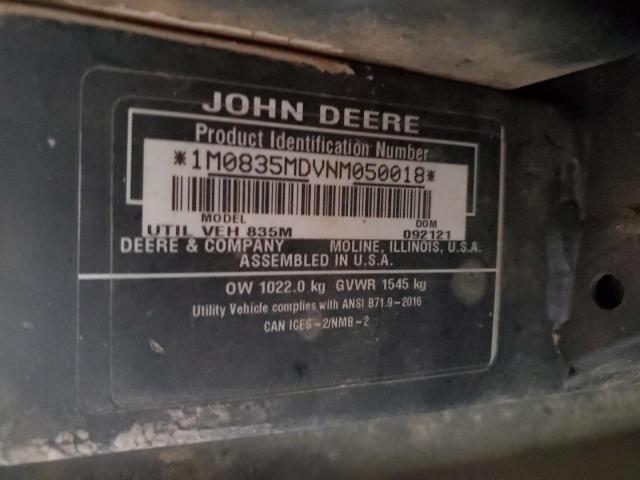 JOHN DEERE
Product Identification Number
*1M0835MDVNM050018*
MODEL DOM
UTIL VEH 835M 092121
DEERE & COMPANY MOLINE, ILLINOIS, U.S.A.
ASSEMBLED IN U.S.A.
OW 1022.0 kg GVWR 1545 kg
Utility Vehicle complies with ANSI B71.9-2016
CAN ICES-2/NMB-2